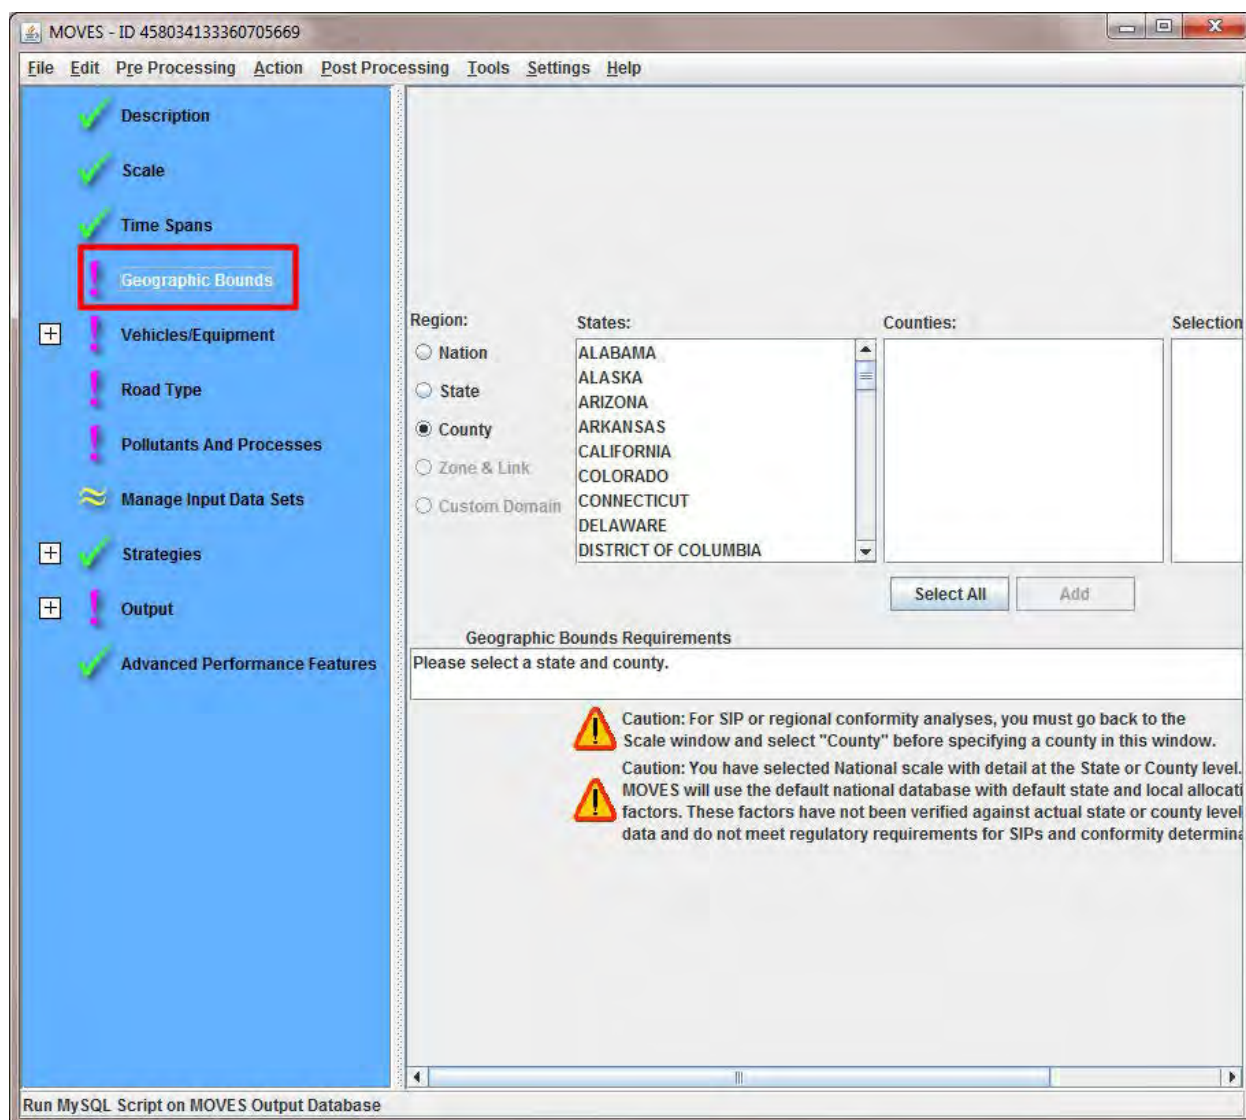 MOVES - ID 458034133360705669
File Edit Pre Processing Action Post Processing Tools Settings Help
Description
Scale
Time Spans
Geographic Bounds
Vehicles/Equipment
Road Type
Pollutants And Processes
Manage Input Data Sets
Strategies
Output
Advanced Performance Features
Region:
Nation
State
County
Zone & Link
Custom Domain
States:
ALABAMA
ALASKA
ARIZONA
ARKANSAS
CALIFORNIA
COLORADO
CONNECTICUT
DELAWARE
DISTRICT OF COLUMBIA
Counties:
Selection
Select All Add
Geographic Bounds Requirements
Please select a state and county.
Caution: For SIP or regional conformity analyses, you must go back to the
Scale window and select "County" before specifying a county in this window.
Caution: You have selected National scale with detail at the State or County level.
MOVES will use the default national database with default state and local allocati
factors. These factors have not been verified against actual state or county level
data and do not meet regulatory requirements for SIPs and conformity determina
Run MySQL Script on MOVES Output Database